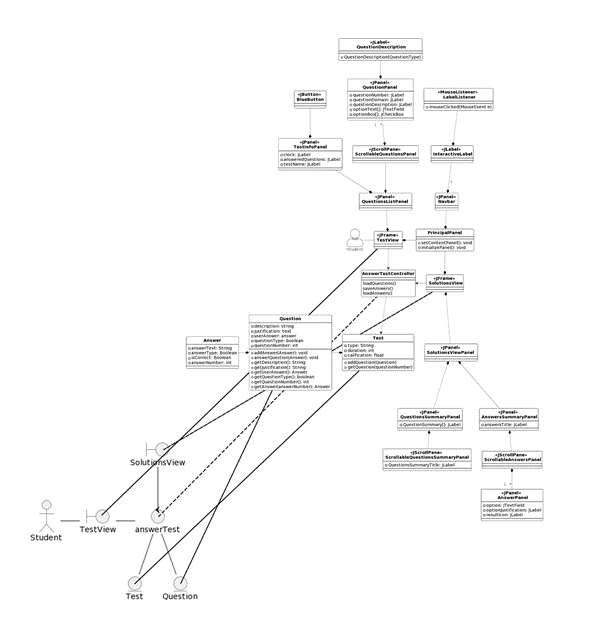 «JLabel»
QuestionDescription
QuestionDescription(QuestionType)
«JPanel»
QuestionPanel
questionNumber: JLabel
questionDomain: JLabel
questionDescription: JLabel
optionText[]: JTextField
optionBox[]: JCheckBox
«JButton»
BlueButton
«MouseListener»
LabelListener
mouseClicked(MouseEvent e)
«JPanel»
TestInfoPanel
clock: JLabel
answeredQuestions: JLabel
testName: JLabel
«JScrollPane»
ScrollableQuestionsPanel
«JLabel»
InteractiveLabel
«JPanel»
QuestionsListPanel
«JPanel»
Navbar
Student
«JFrame»
TestView
PrincipalPanel
setContentPanel(): void
initializePanel(): void
AnswerTestController
loadQuestions()
saveAnswers()
loadAnswers()
«JFrame»
SolutionsView
Answer
answerText: String
answerType: Boolean
isCorrect: Boolean
answerNumber: int
Question
description: string
justification: text
userAnswer: answer
questionType: boolean
questionNumber: int
addAnswer(Answer): void
answerQuestion(Answer): void
getDescription(): String
getJustification(): String
getUserAnswer(): Answer
getQuestionType(): boolean
getQuestionNumber(): int
getAnswer(answerNumber): Answer
Test
type: String
duration: int
calification: float
addQuestion(Question)
getQuestion(questionNumber)
«JPanel»
SolutionsViewPanel
«JPanel»
QuestionsSummaryPanel
QuestionSummary[]: JLabel
«JPanel»
AnswersSummaryPanel
answersTitle: JLabel
«JScrollPane»
ScrollableQuestionsSummaryPanel
QuestionsSummaryTitle: JLabel
«JScrollPane»
ScrollableAnswersPanel
«JPanel»
AnswerPanel
option: JTextField
optionJustification: JLabel
resultIcon: JLabel
SolutionsView
Student
TestView
answerTest
Test
Question